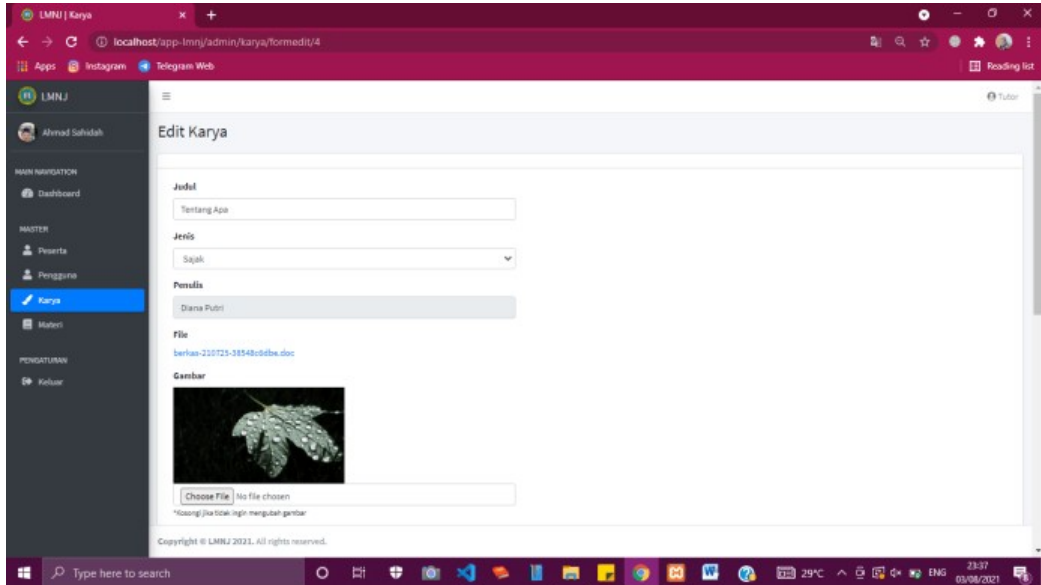 LMNJ | Karya
localhost/app-lmnj/admin/karya/formedit/4
Apps Instagram Telegram Web Reading list
LMNJ
Tutor
Ahmad Sahidah
Edit Karya
MAIN NAVIGATION
Dashboard
MASTER
Peserta
Pengguna
Karya
Materi
PENGATURAN
Keluar
Judul
Tentang Apa
Jenis
Sajak
Penulis
Diana Putri
File
berkas-210725-38548c6dbe.doc
Gambar
Choose File No file chosen
*Kosongi jika tidak ingin mengubah gambar
Copyright © LMNJ 2021. All rights reserved.
Type here to search
29°C ENG 23:37
03/08/2021